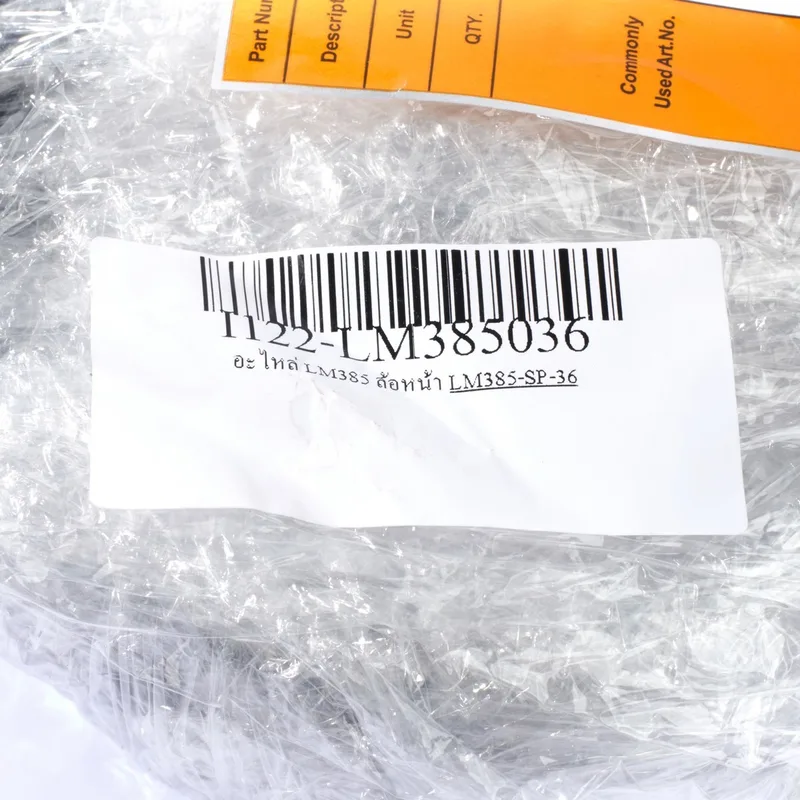 Part Nur
Descript
Unit
QTY.
Commonly
Used Art.No.
I122-LM385036
อะไหล่ LM385 ล้อหน้า LM385-SP-36